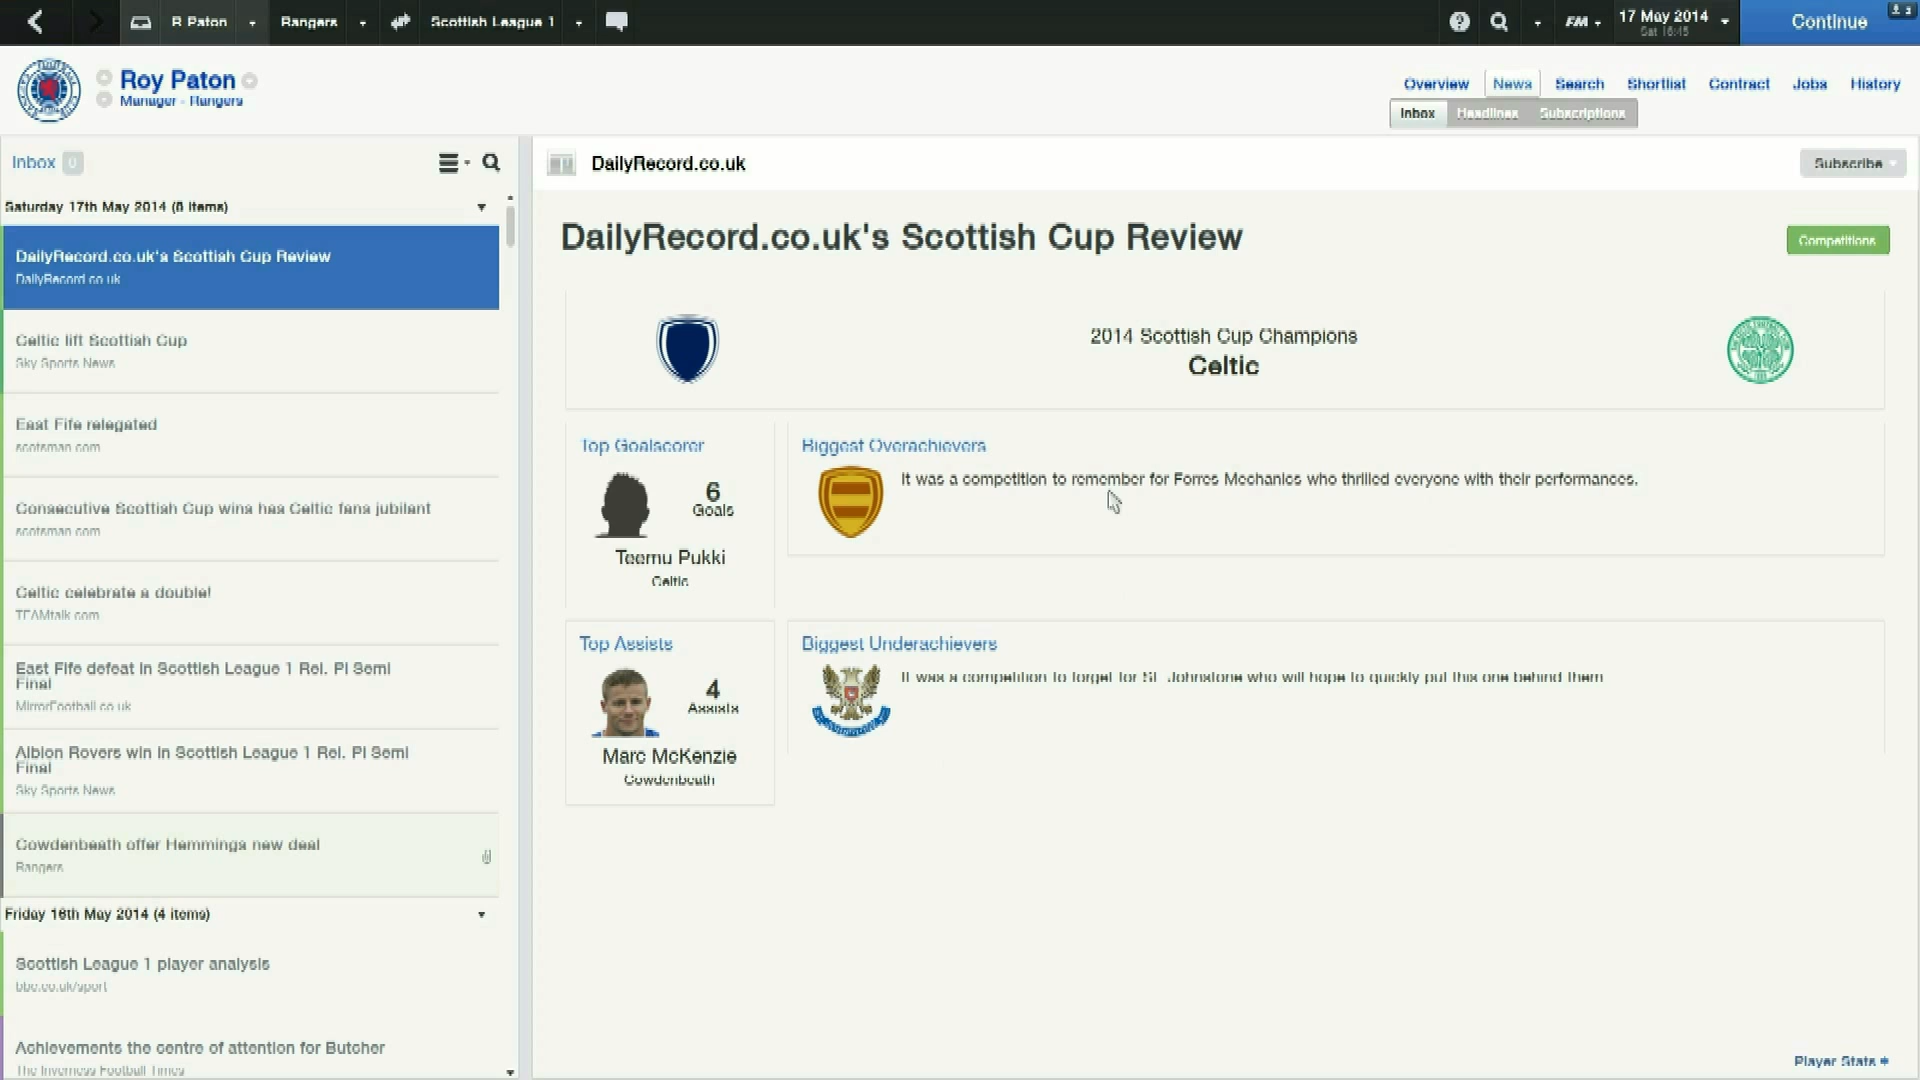 R Paton
Rangers
Scottish League 1
FM
17 May 2014
Sat 16:45
Continue
Roy Paton
Manager - Rangers
Overview
News
Search
Shortlist
Contract
Jobs
History
Inbox
Headlines
Subscriptions
Inbox 0
Saturday 17th May 2014 (8 items)
DailyRecord.co.uk's Scottish Cup Review
DailyRecord.co.uk
Celtic lift Scottish Cup
Sky Sports News
East Fife relegated
scotsman.com
Consecutive Scottish Cup wins has Celtic fans jubilant
scotsman.com
Celtic celebrate a double!
TEAMtalk.com
East Fife defeat in Scottish League 1 Rel. Pl Semi
Final
MirrorFootball.co.uk
Albion Rovers win in Scottish League 1 Rel. Pl Semi
Final
Sky Sports News
Cowdenbeath offer Hemmings new deal
Rangers
Friday 16th May 2014 (4 items)
Scottish League 1 player analysis
bbc.co.uk/sport
Achievements the centre of attention for Butcher
The Inverness Football Times
DailyRecord.co.uk
Subscribe
DailyRecord.co.uk's Scottish Cup Review
Competitions
2014 Scottish Cup Champions
Celtic
Top Goalscorer
6
Goals
Teemu Pukki
Celtic
Biggest Overachievers
It was a competition to remember for Forres Mechanics who thrilled everyone with their performances.
Top Assists
4
Assists
Marc McKenzie
Cowdenbeath
Biggest Underachievers
It was a competition to forget for St. Johnstone who will hope to quickly put this one behind them
Player Stats